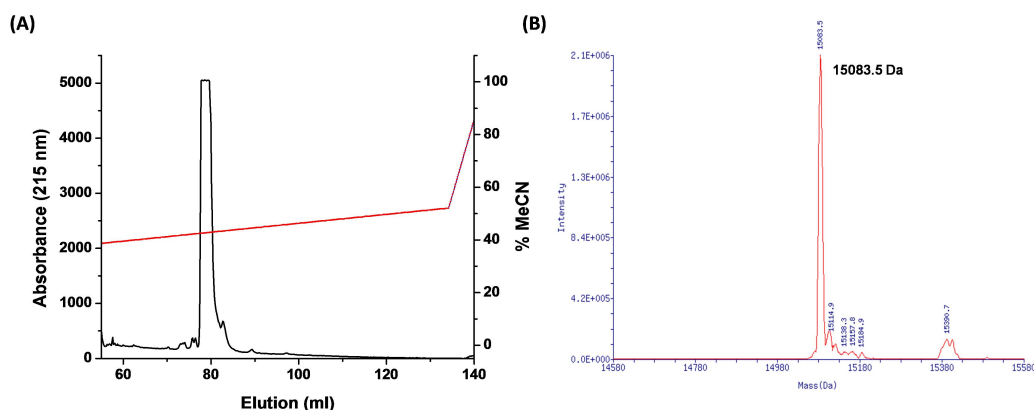 (A)
Absorbance (215 nm)
5000
4000
3000
2000
1000
0
60
80
100
120
140
Elution (ml)
100
80
60
40
20
0
% MeCN
(B)
15083.5
15083.5 Da
15114.9
15138.3
15157.8
15184.9
15390.7
Intensity
2.1E+006
1.7E+006
1.3E+006
8.4E+005
4.2E+005
0.0E+000
14580
14780
14980
15180
15380
15580
Mass(Da)